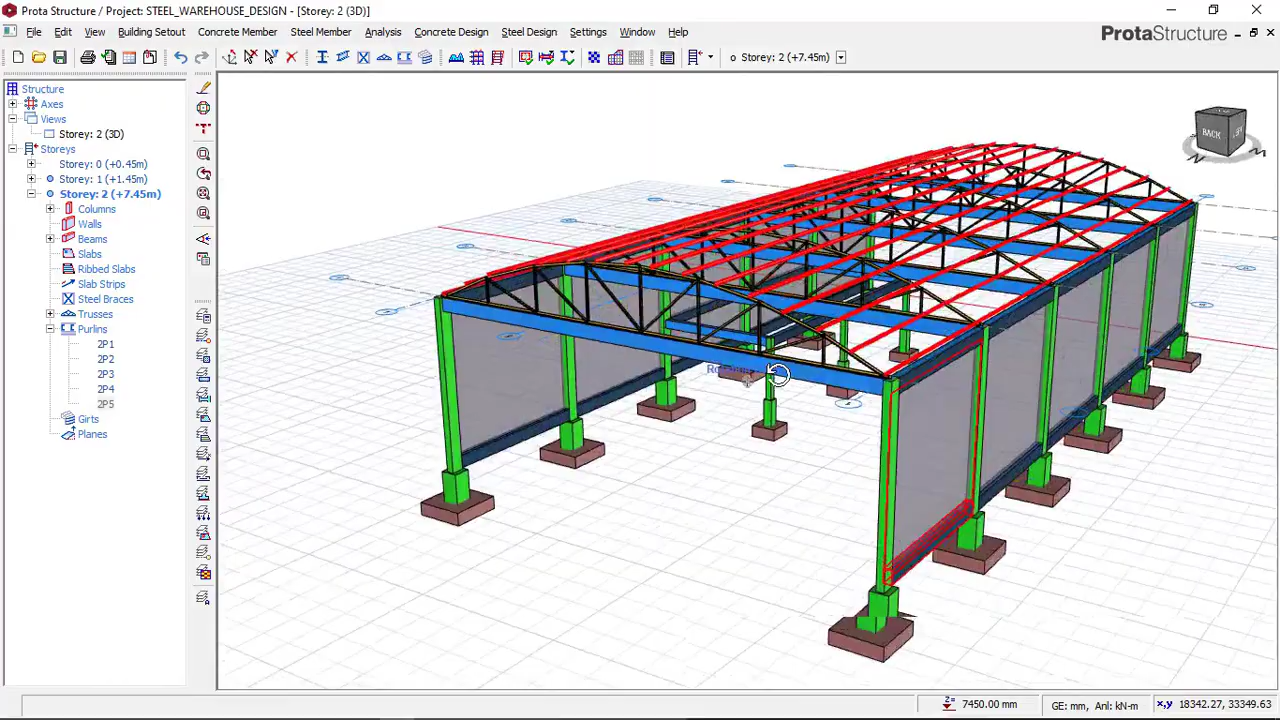 Prota Structure / Project: STEEL_WAREHOUSE_DESIGN - [Storey: 2 (3D)]
File Edit View Building Setout Concrete Member Steel Member Analysis Concrete Design Steel Design Settings Window Help
ProtaStructure
Storey: 2 (+7.45m)
Structure
Axes
Views
Storey: 2 (3D)
Storeys
Storey: 0 (+0.45m)
Storey: 1 (+1.45m)
Storey: 2 (+7.45m)
Columns
Walls
Beams
Slabs
Ribbed Slabs
Slab Strips
Steel Braces
Trusses
Purlins
2P1
2P2
2P3
2P4
2P5
Girts
Planes
BACK
Z= 7450.00 mm
GE: mm, Anl: kN-m
x,y 18342.27, 33349.63